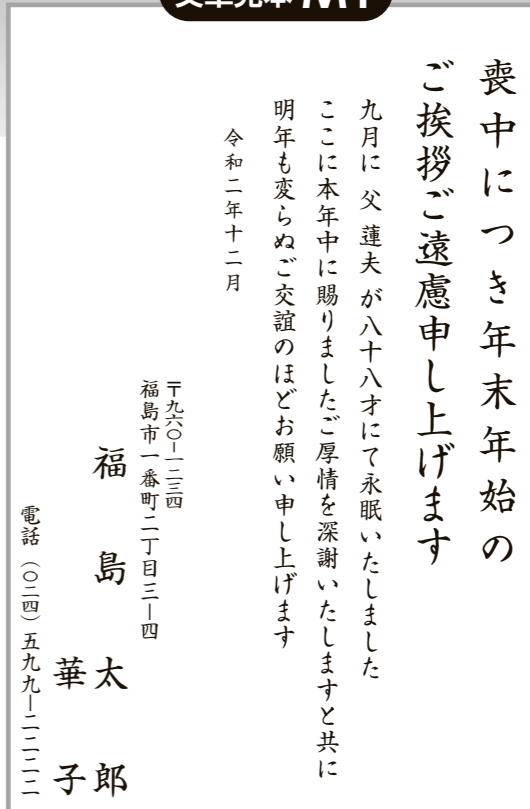 喪中につき年末年始の
ご挨拶ご遠慮申し上げます
九月に 父 蓮夫 が八十八才にて永眠いたしました
ここに本年中に賜りましたご厚情を深謝いたしますと共に
明年も変らぬご交誼のほどお願い申し上げます
令和二年十二月
〒九六〇―一二三四
福島市一番町二丁目三―四
福島 太郎
華子
電話(〇二四)五九九―二二二二